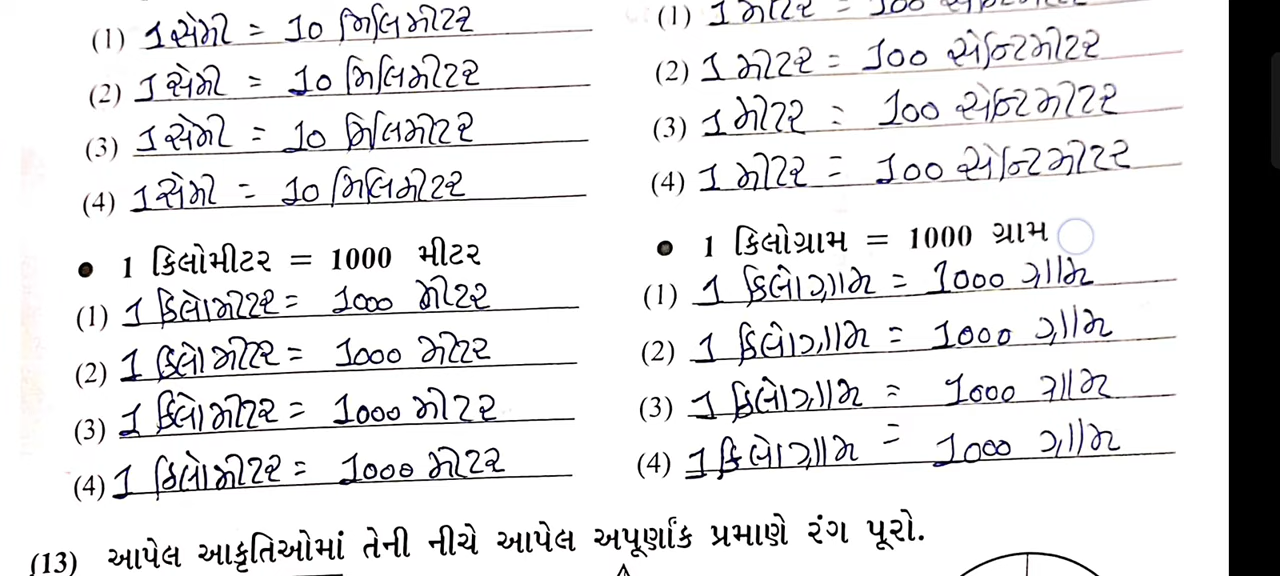 (1) 1 સેમી = 10 મિલિમીટર
(2) 1 સેમી = 10 મિલિમીટર
(3) 1 સેમી = 10 મિલિમીટર
(4) 1 સેમી = 10 મિલિમીટર
(1) 1 મીટર = 100 સેન્ટિમીટર
(2) 1 મીટર = 100 સેન્ટિમીટર
(3) 1 મીટર = 100 સેન્ટિમીટર
(4) 1 મીટર = 100 સેન્ટિમીટર
● 1 કિલોમીટર = 1000 મીટર
(1) 1 કિલોમીટર = 1000 મીટર
(2) 1 કિલોમીટર = 1000 મીટર
(3) 1 કિલોમીટર = 1000 મીટર
(4) 1 કિલોમીટર = 1000 મીટર
● 1 કિલોગ્રામ = 1000 ગ્રામ
(1) 1 કિલોગ્રામ = 1000 ગ્રામ
(2) 1 કિલોગ્રામ = 1000 ગ્રામ
(3) 1 કિલોગ્રામ = 1000 ગ્રામ
(4) 1 કિલોગ્રામ = 1000 ગ્રામ
(13) આપેલ આકૃતિઓમાં તેની નીચે આપેલ અપૂર્ણાંક પ્રમાણે રંગ પૂરો.